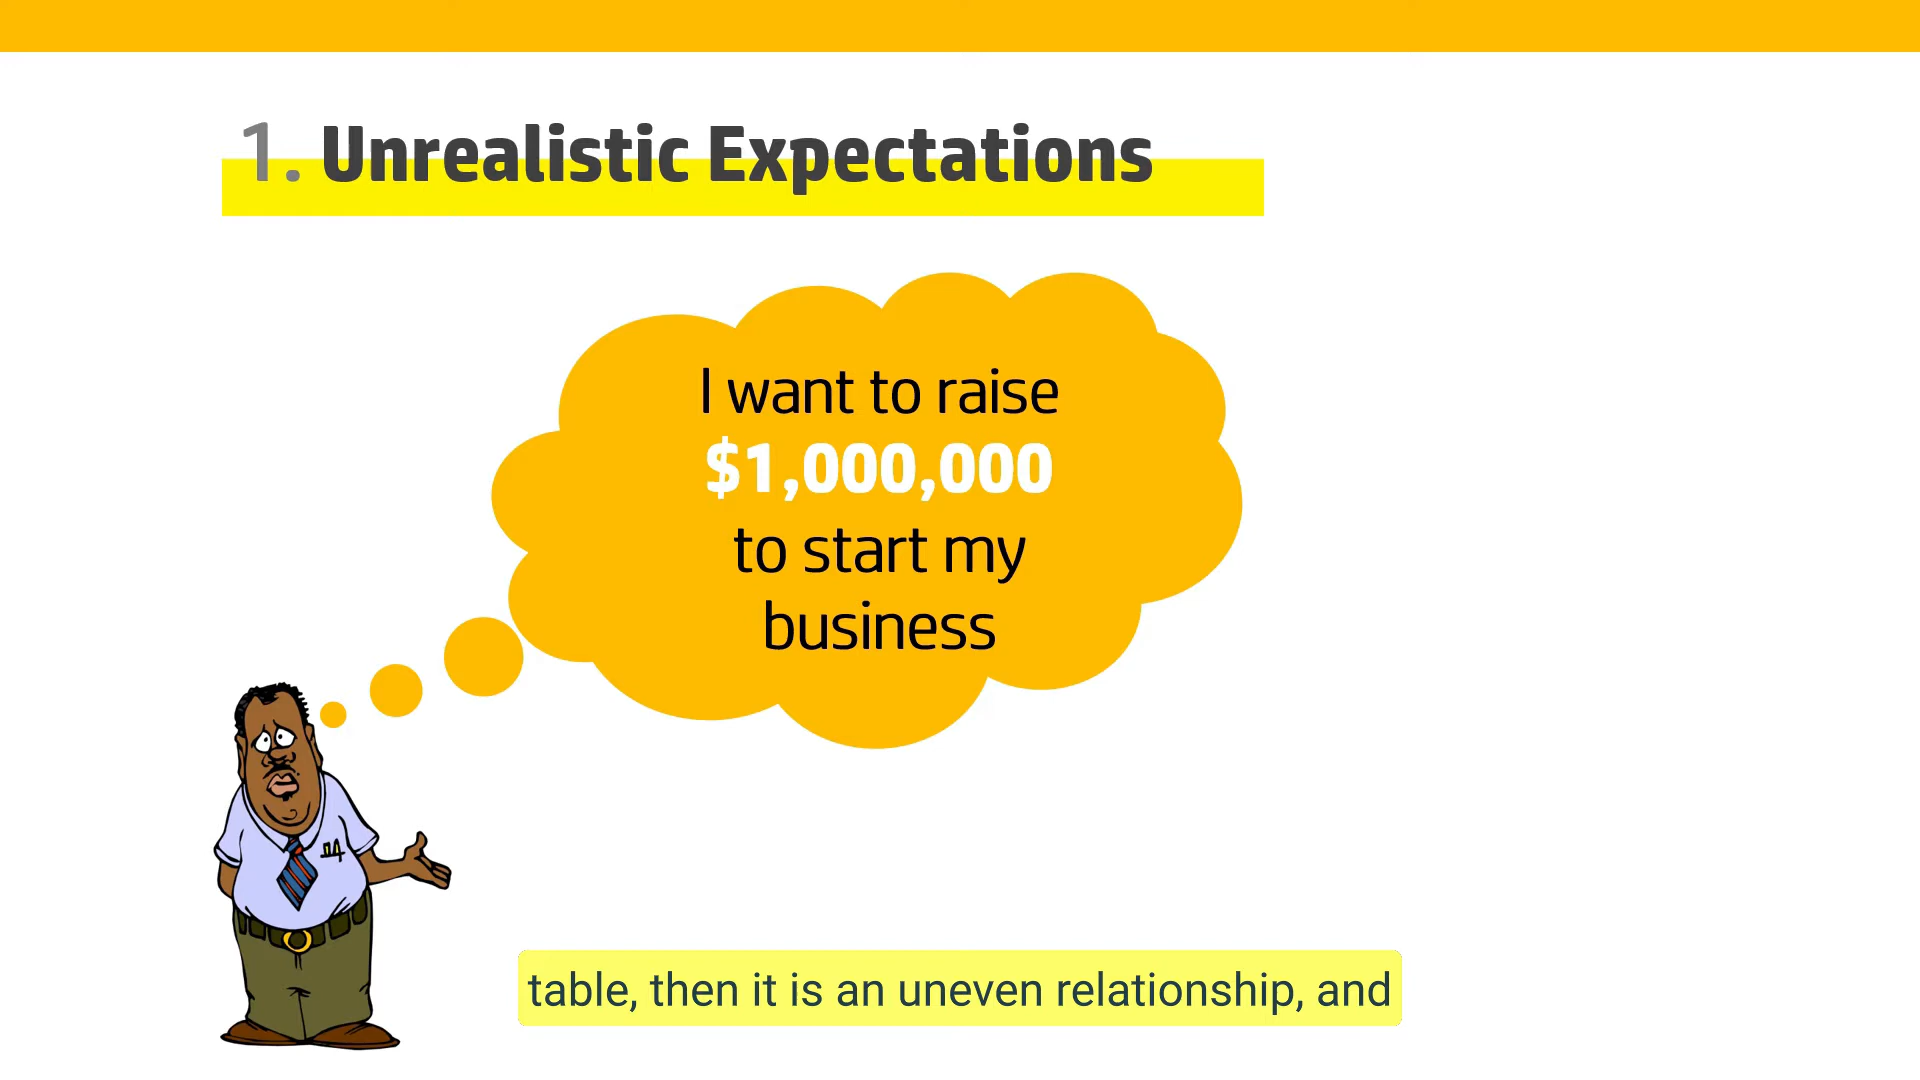 1. Unrealistic Expectations
I want to raise
$1,000,000
to start my
business
table, then it is an uneven relationship, and